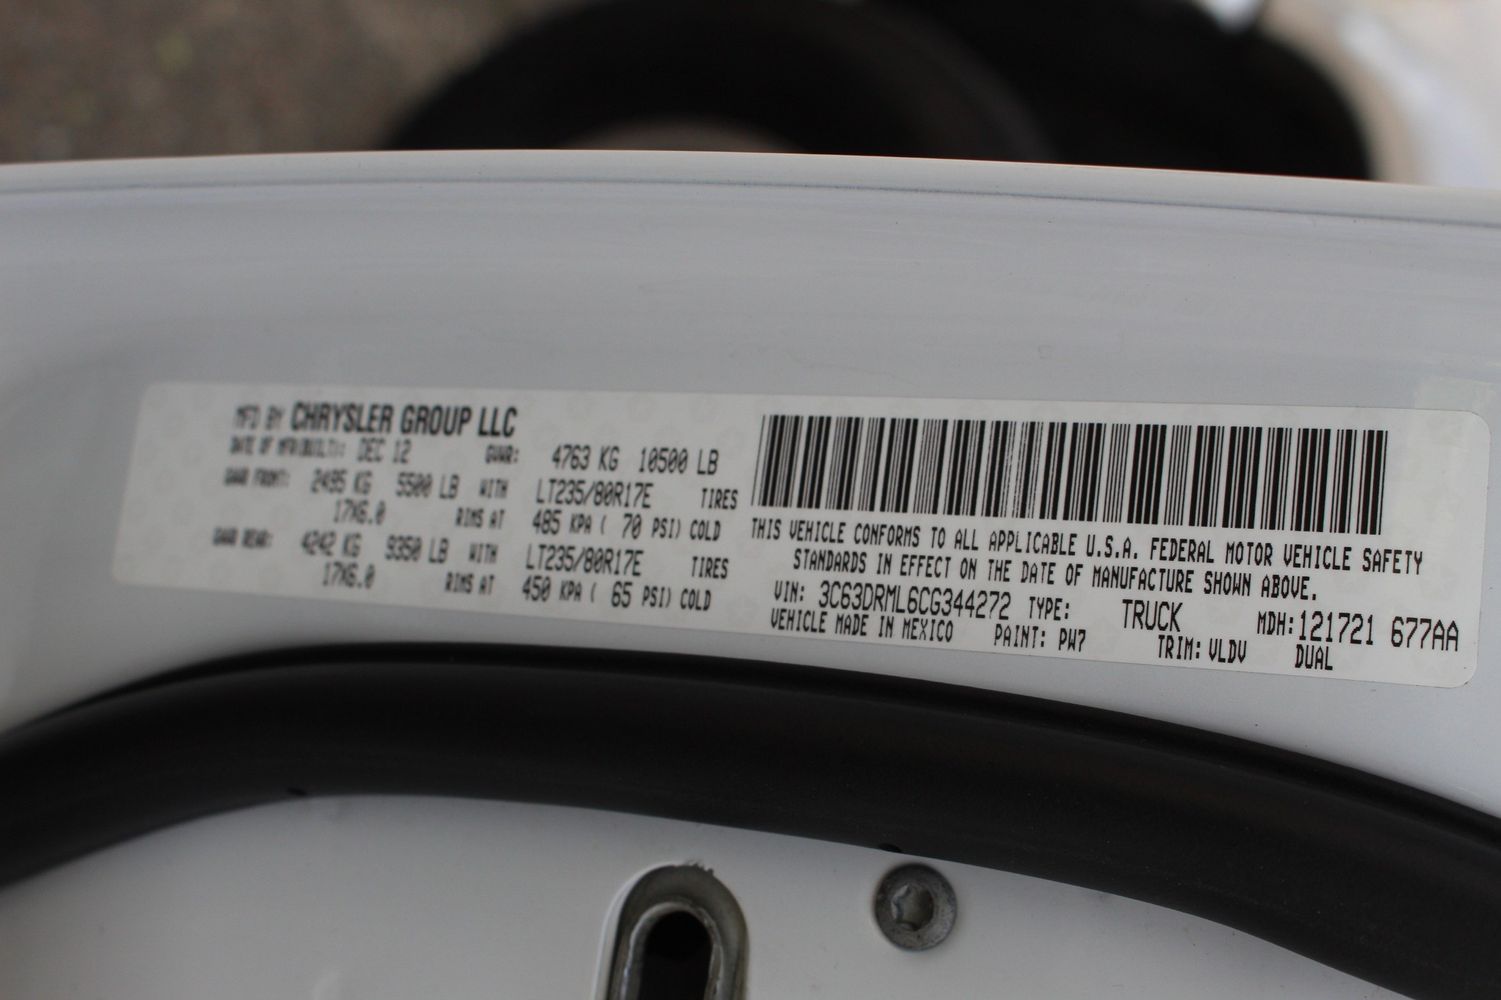 MFD BY CHRYSLER GROUP LLC
DATE OF MFR(BUILT): DEC 12 GVWR: 4763 KG 10500 LB
GAWR FRONT: 2495 KG 5500 LB WITH LT235/80R17E TIRES
17X6.0 RIMS AT 485 KPA ( 70 PSI) COLD
GAWR REAR: 4242 KG 9350 LB WITH LT235/80R17E TIRES
17X6.0 RIMS AT 450 KPA ( 65 PSI) COLD
THIS VEHICLE CONFORMS TO ALL APPLICABLE U.S.A. FEDERAL MOTOR VEHICLE SAFETY
STANDARDS IN EFFECT ON THE DATE OF MANUFACTURE SHOWN ABOVE.
VIN: 3C63DRML6CG344272 TYPE: TRUCK MDH: 121721 677AA
VEHICLE MADE IN MEXICO PAINT: PW7 TRIM: VLDV DUAL